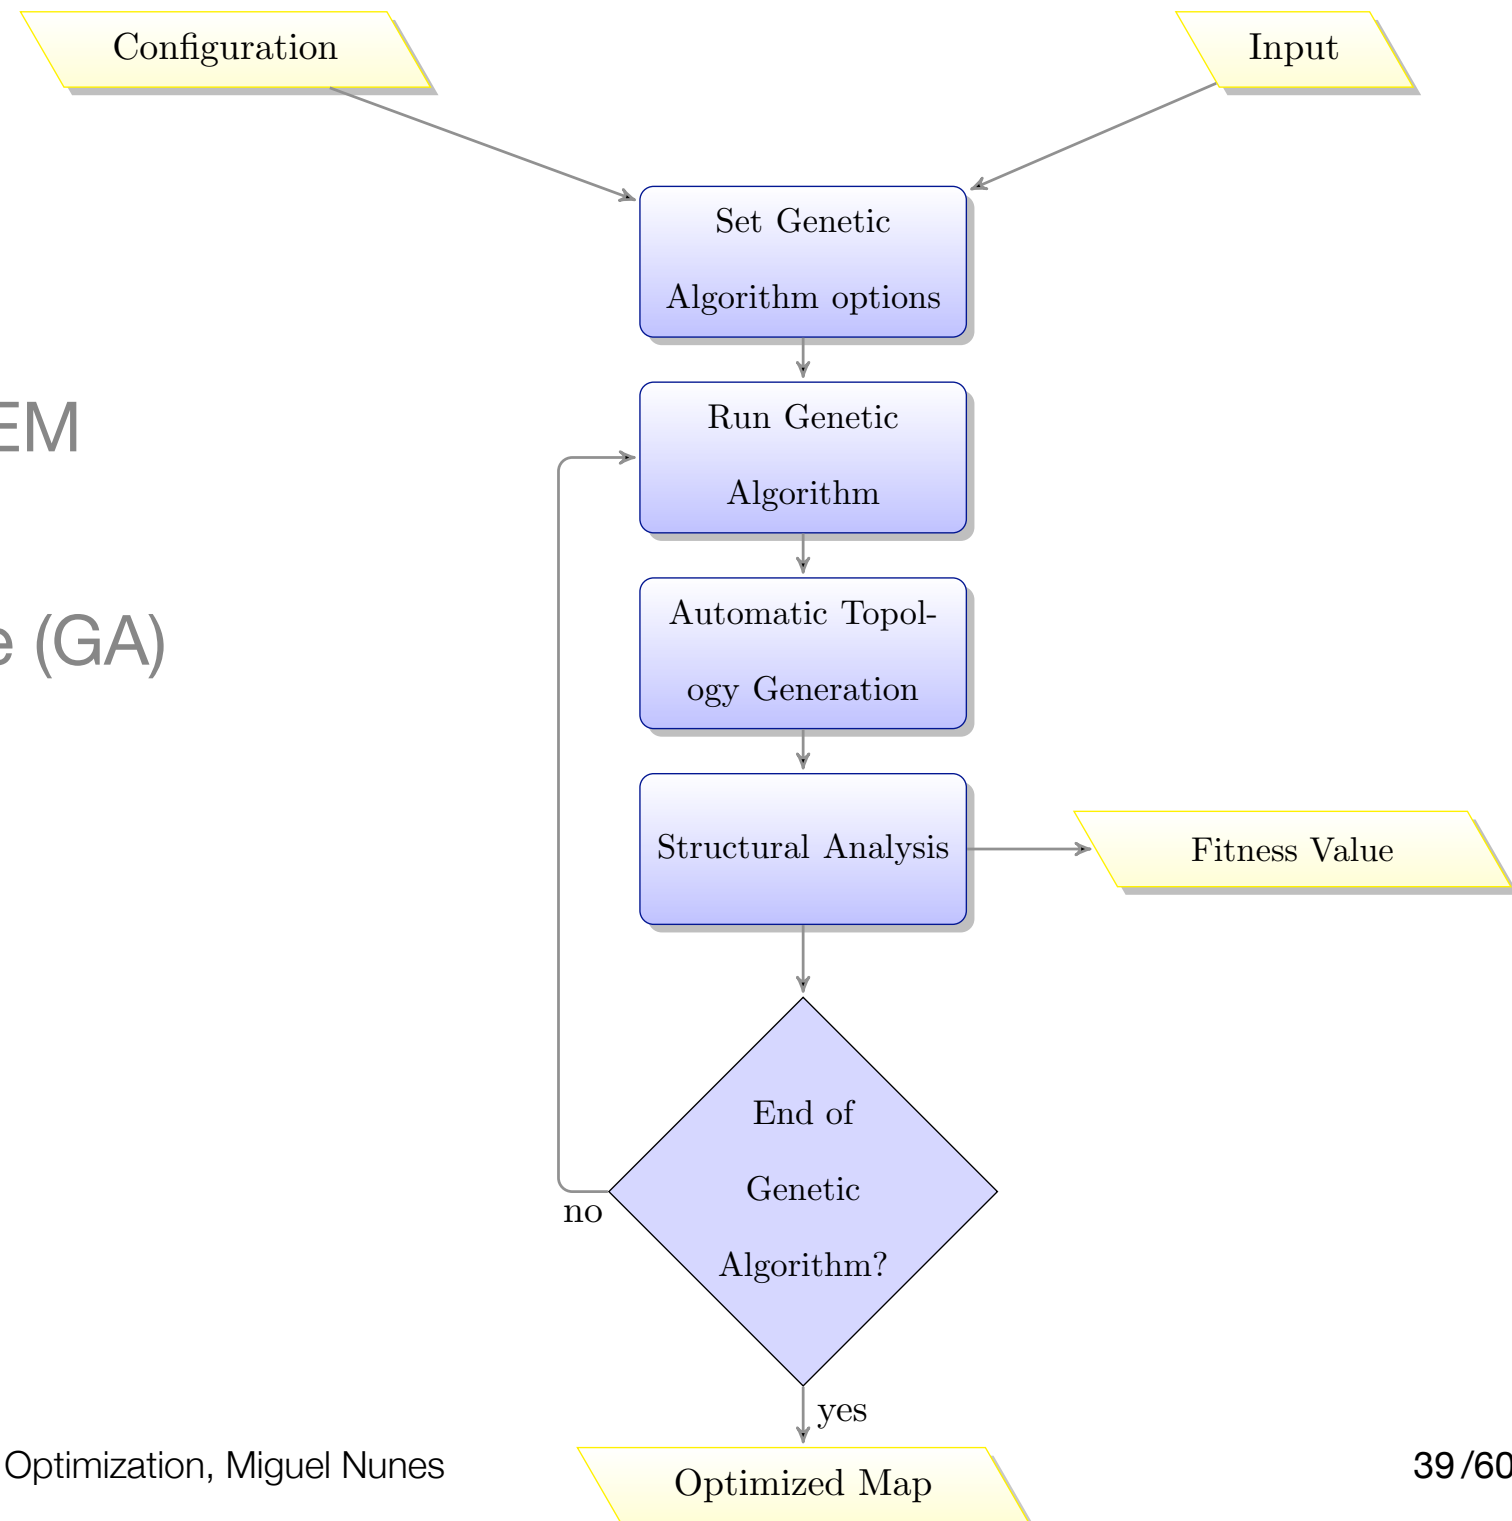 Configuration
Input
Set Genetic
Algorithm options
EM
Run Genetic
Algorithm
e (GA)
Automatic Topol-
ogy Generation
Structural Analysis
Fitness Value
End of
Genetic
Algorithm?
no
yes
Optimization, Miguel Nunes
Optimized Map
39/60